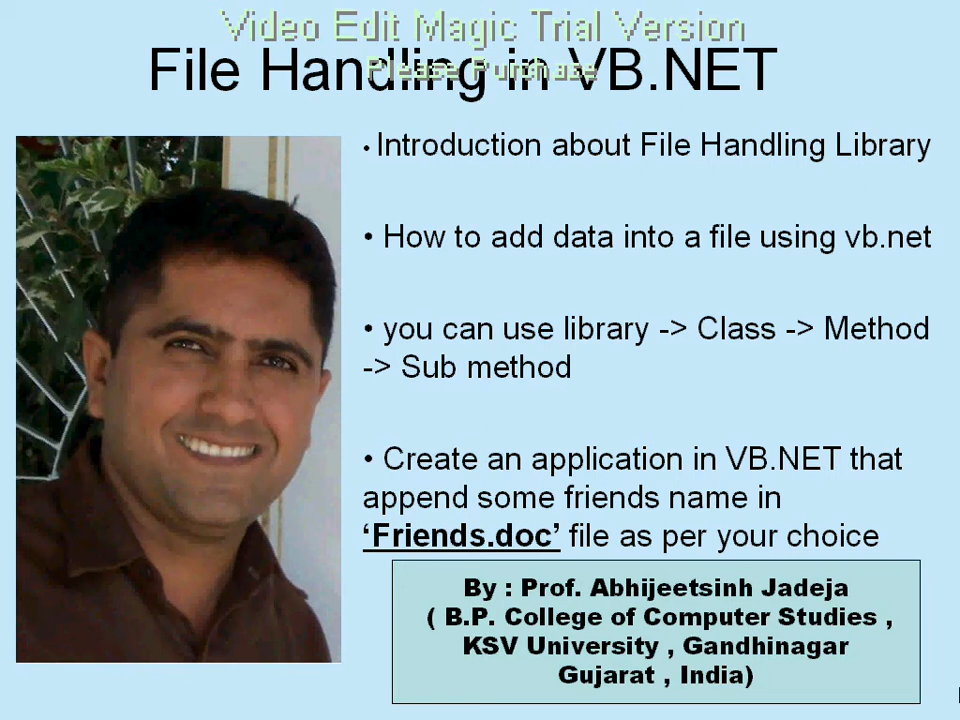 Video Edit Magic Trial Version
Please Purchase
File Handling in VB.NET
• Introduction about File Handling Library
• How to add data into a file using vb.net
• you can use library -> Class -> Method
-> Sub method
• Create an application in VB.NET that
append some friends name in
‘Friends.doc’ file as per your choice
By : Prof. Abhijeetsinh Jadeja
( B.P. College of Computer Studies ,
KSV University , Gandhinagar
Gujarat , India)